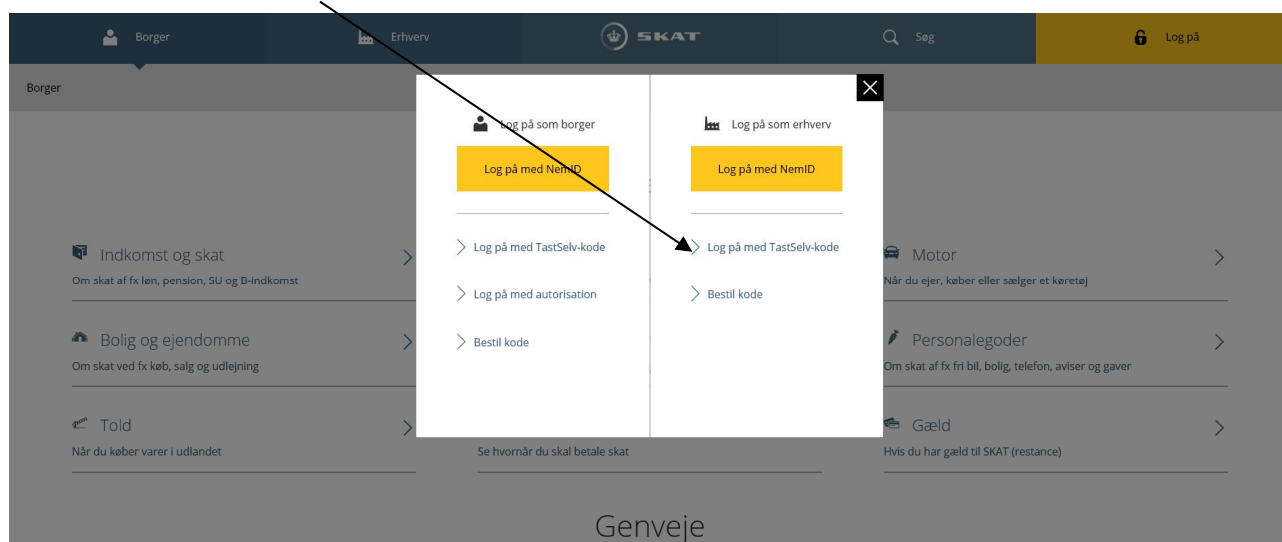 Borger
Erhverv
SKAT
Søg
Log på
Borger
Log på som borger
Log på med NemID
Log på med TastSelv-kode
Log på med autorisation
Bestil kode
Log på som erhverv
Log på med NemID
Log på med TastSelv-kode
Bestil kode
Indkomst og skat
Om skat af fx løn, pension, SU og B-indkomst
Motor
Når du ejer, køber eller sælger et køretøj
Bolig og ejendomme
Om skat ved fx køb, salg og udlejning
Personalegoder
Om skat af fx fri bil, bolig, telefon, aviser og gaver
Told
Når du køber varer i udlandet
Se hvornår du skal betale skat
Gæld
Hvis du har gæld til SKAT (restance)
Genveje